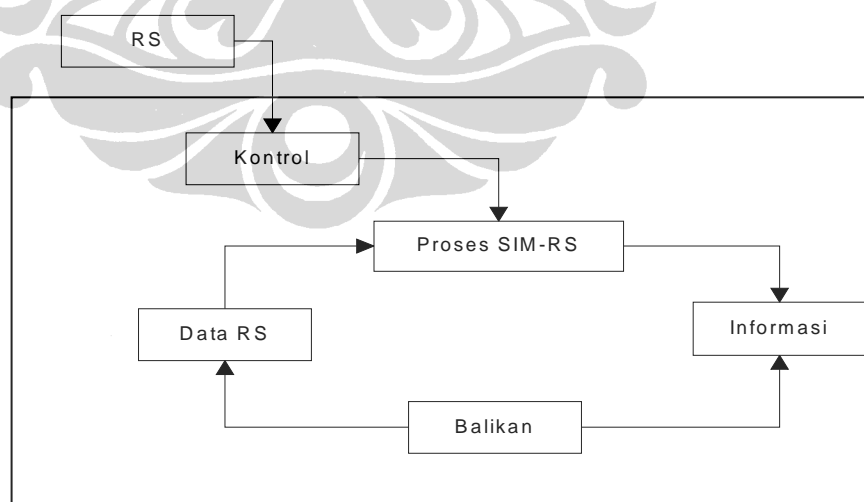 RS
Kontrol
Proses SIM-RS
Data RS
Informasi
Balikan